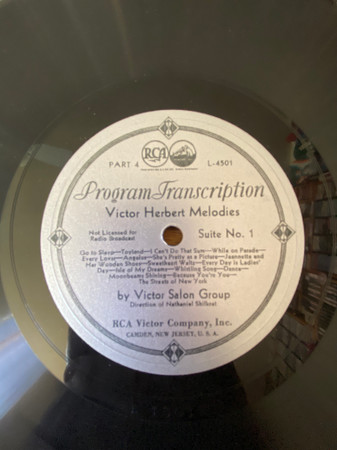 PART 4 RCA L-4501
Program Transcription
Victor Herbert Melodies
Not Licensed for
Radio Broadcast
Suite No. 1
Go to Sleep—Toyland—I Can't Do That Sum—While on Parade—
Every Lover—Angelus—She's Pretty as a Picture—Jeannette and
Her Wooden Shoes—Sweetheart Waltz—Every Day is Ladies'
Day—Isle of My Dreams—Whistling Song—Dance—
Moonbeams Shining—Because You're You—
The Streets of New York
by Victor Salon Group
Direction of Nathaniel Shilkret
RCA Victor Company, Inc.
CAMDEN, NEW JERSEY, U. S. A.